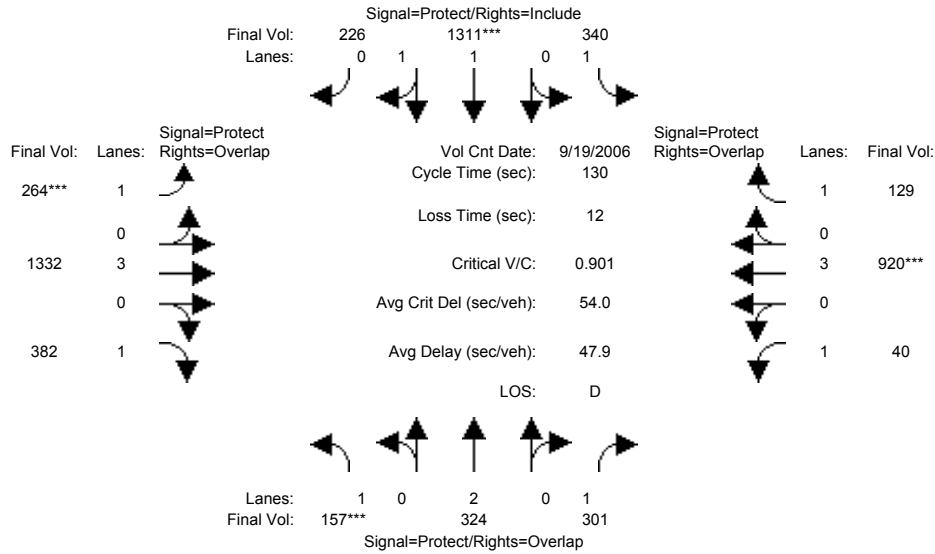 Signal=Protect/Rights=Include
Final Vol: 226 1311*** 340
Lanes: 0 1 1 0 1
Signal=Protect
Final Vol: Lanes: Rights=Overlap
Vol Cnt Date: 9/19/2006
Signal=Protect
Rights=Overlap Lanes: Final Vol:
Cycle Time (sec): 130
264*** 1
1 129
Loss Time (sec): 12
0
0
1332 3
Critical V/C: 0.901
3 920***
0
Avg Crit Del (sec/veh): 54.0
0
382 1
Avg Delay (sec/veh): 47.9
1 40
LOS: D
Lanes: 1 0 2 0 1
Final Vol: 157*** 324 301
Signal=Protect/Rights=Overlap